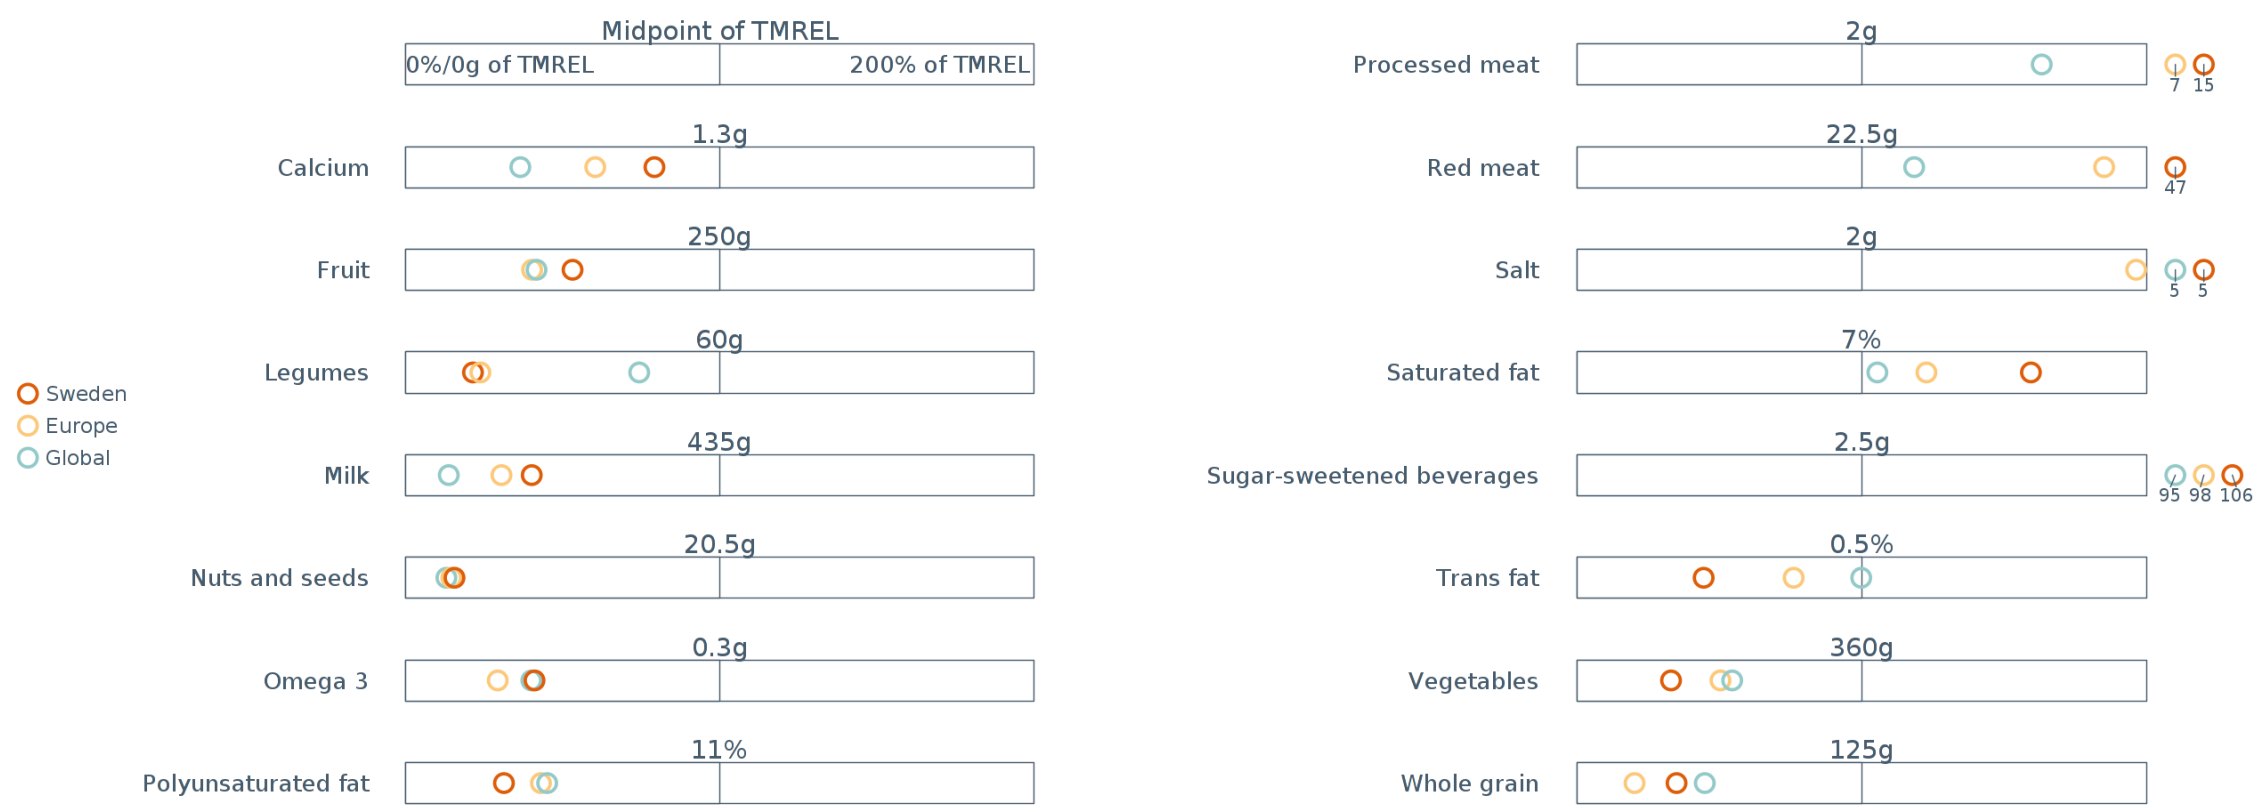 Midpoint of TMREL
0%/0g of TMREL
200% of TMREL
1.3g
Calcium
250g
Fruit
60g
Legumes
435g
Milk
20.5g
Nuts and seeds
0.3g
Omega 3
11%
Polyunsaturated fat
Sweden
Europe
Global
2g
Processed meat
7 15
22.5g
Red meat
47
2g
Salt
5 5
7%
Saturated fat
2.5g
Sugar-sweetened beverages
95 98 106
0.5%
Trans fat
360g
Vegetables
125g
Whole grain